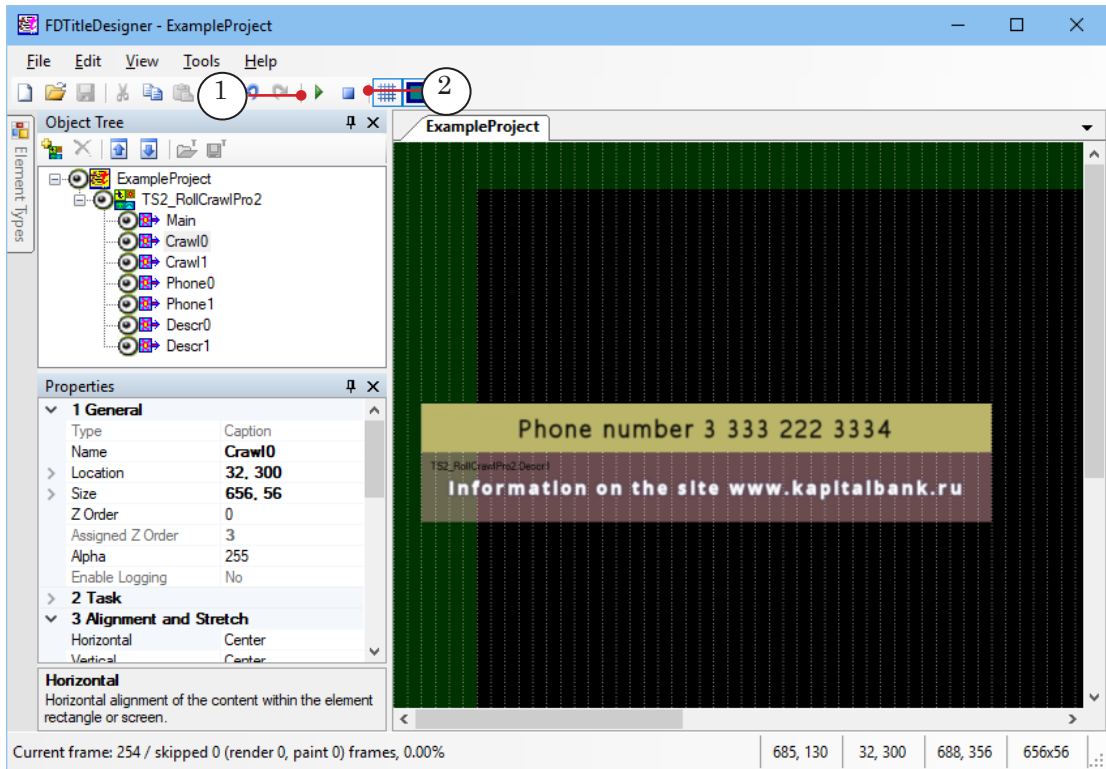 FDTitleDesigner - ExampleProject
File Edit View Tools Help
1
2
Element Types
Object Tree
ExampleProject
TS2_RollCrawlPro2
Main
Crawl0
Crawl1
Phone0
Phone1
Descr0
Descr1
Properties
1 General
Type Caption
Name Crawl0
Location 32, 300
Size 656, 56
Z Order 0
Assigned Z Order 3
Alpha 255
Enable Logging No
2 Task
3 Alignment and Stretch
Horizontal Center
Vertical Center
Horizontal
Horizontal alignment of the content within the element
rectangle or screen.
ExampleProject
Phone number 3 333 222 3334
TS2_RollCrawlPro2.Descr1
Information on the site www.kapitalbank.ru
Current frame: 254 / skipped 0 (render 0, paint 0) frames, 0.00% 685, 130 32, 300 688, 356 656x56